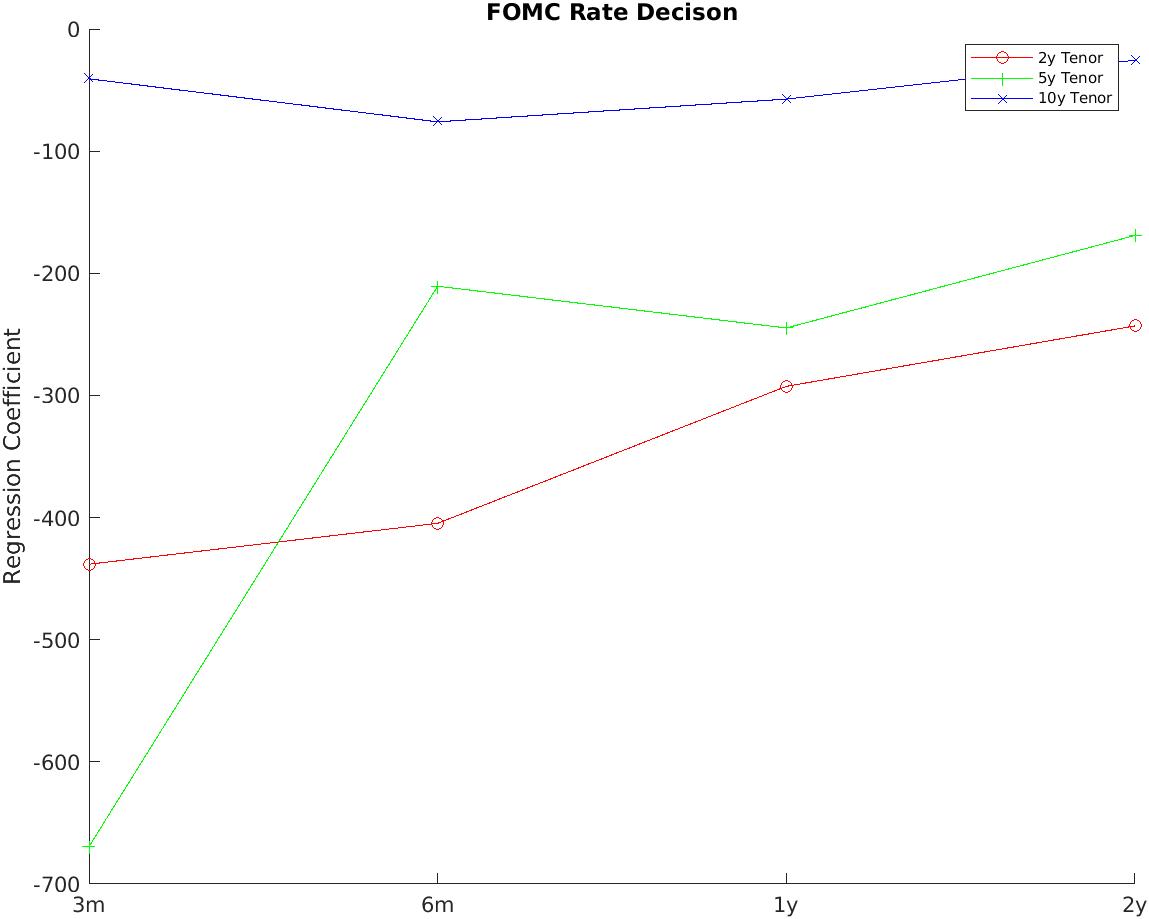 FOMC Rate Decison
2y Tenor
5y Tenor
10y Tenor
Regression Coefficient
0
-100
-200
-300
-400
-500
-600
-700
3m
6m
1y
2y